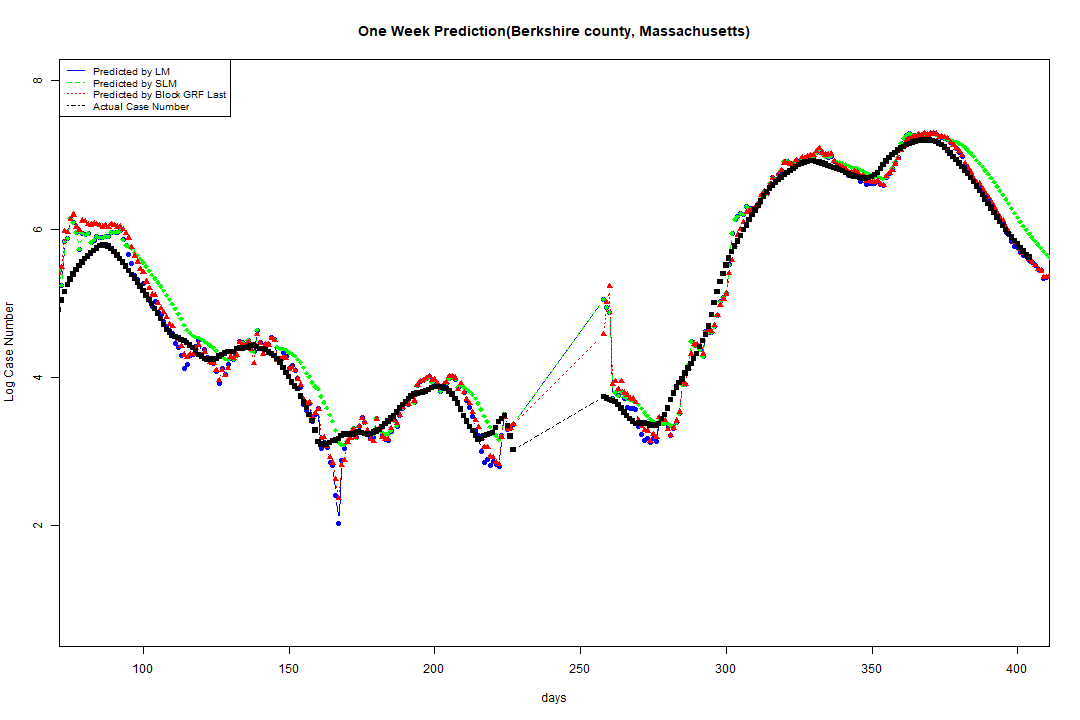 One Week Prediction(Berkshire county, Massachusetts)
Predicted by LM
Predicted by SLM
Predicted by Block GRF Last
Actual Case Number
8
6
4
2
Log Case Number
100 150 200 250 300 350 400
days